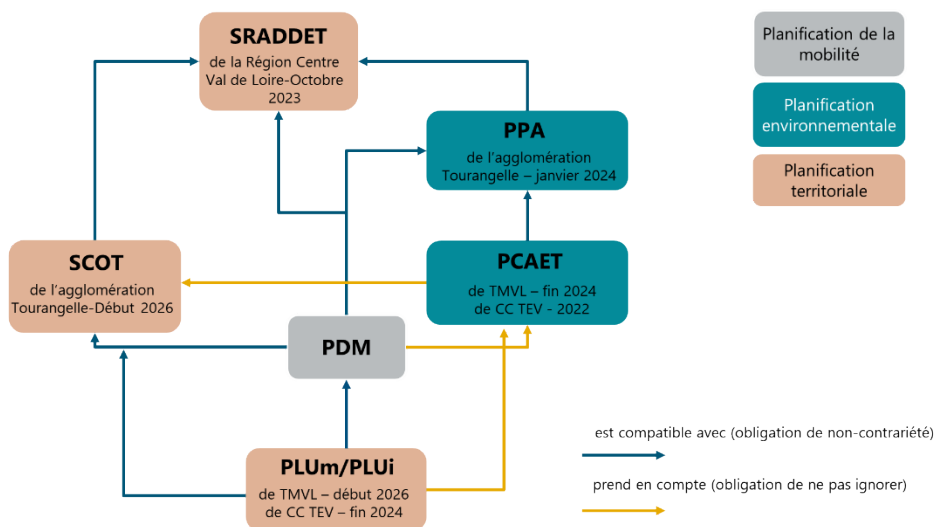 SRADDET
de la Région Centre
Val de Loire-Octobre
2023
Planification de la
mobilité
Planification
environnementale
Planification
territoriale
PPA
de l'agglomération
Tourangelle – janvier 2024
SCOT
de l'agglomération
Tourangelle-Début 2026
PCAET
de TMVL – fin 2024
de CC TEV - 2022
PDM
PLUm/PLUi
de TMVL – début 2026
de CC TEV – fin 2024
est compatible avec (obligation de non-contrariété)
prend en compte (obligation de ne pas ignorer)